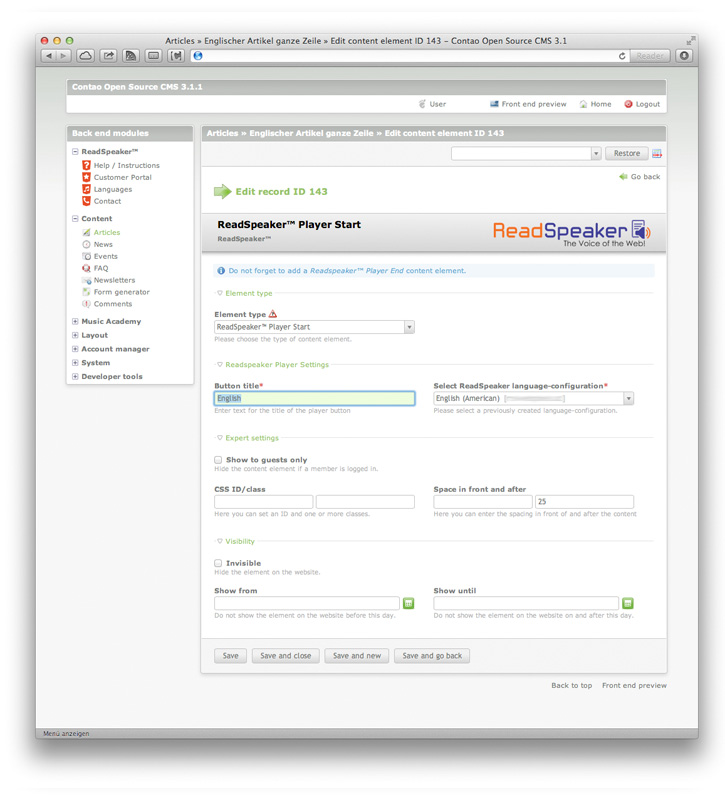 Articles » Englischer Artikel ganze Zeile » Edit content element ID 143 – Contao Open Source CMS 3.1
Reader
Contao Open Source CMS 3.1.1
User Front end preview Home Logout
Back end modules
ReadSpeaker™
Help / Instructions
Customer Portal
Languages
Contact
Content
Articles
News
Events
FAQ
Newsletters
Form generator
Comments
Music Academy
Layout
Account manager
System
Developer tools
Articles » Englischer Artikel ganze Zeile » Edit content element ID 143
Restore
Go back
Edit record ID 143
ReadSpeaker™ Player Start
ReadSpeaker™
ReadSpeaker
The Voice of the Web!
Do not forget to add a Readspeaker™ Player End content element.
Element type
Element type
ReadSpeaker™ Player Start
Please choose the type of content element.
Readspeaker Player Settings
Button title* Select ReadSpeaker language-configuration*
English English (American)
Enter text for the title of the player button Please select a previously created language-configuration.
Expert settings
Show to guests only
Hide the content element if a member is logged in.
CSS ID/class Space in front and after
25
Here you can set an ID and one or more classes. Here you can enter the spacing in front of and after the content
Visibility
Invisible
Hide the element on the website.
Show from Show until
Do not show the element on the website before this day. Do not show the element on the website on and after this day.
Save Save and close Save and new Save and go back
Back to top Front end preview
Menü anzeigen